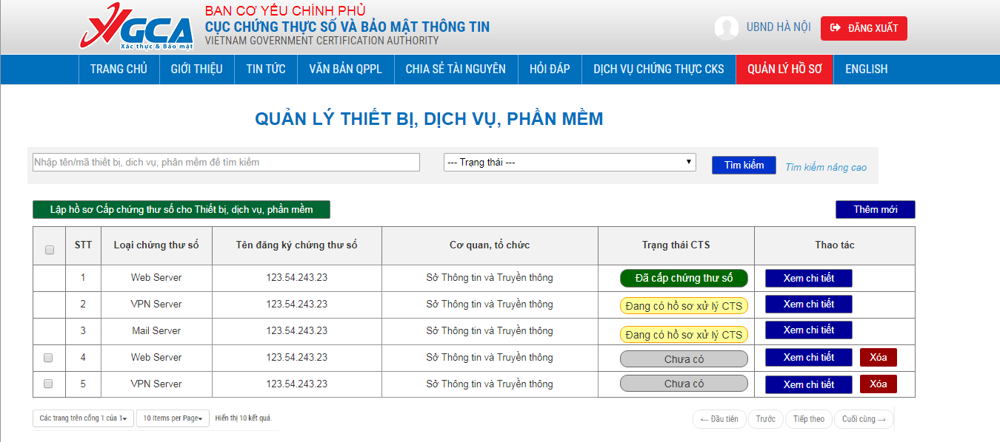 BAN CƠ YẾU CHÍNH PHỦ
VGCA CỤC CHỨNG THỰC SỐ VÀ BẢO MẬT THÔNG TIN
Xác thực & Bảo mật VIETNAM GOVERNMENT CERTIFICATION AUTHORITY
UBND HÀ NỘI ĐĂNG XUẤT
TRANG CHỦ GIỚI THIỆU TIN TỨC VĂN BẢN QPPL CHIA SẺ TÀI NGUYÊN HỎI ĐÁP DỊCH VỤ CHỨNG THỰC CKS QUẢN LÝ HỒ SƠ ENGLISH
QUẢN LÝ THIẾT BỊ, DỊCH VỤ, PHẦN MỀM
Nhập tên/mã thiết bị, dịch vụ, phần mềm để tìm kiếm --- Trạng thái --- Tìm kiếm Tìm kiếm nâng cao
Lập hồ sơ Cấp chứng thư số cho Thiết bị, dịch vụ, phần mềm Thêm mới
STT Loại chứng thư số Tên đăng ký chứng thư số Cơ quan, tổ chức Trạng thái CTS Thao tác
1 Web Server 123.54.243.23 Sở Thông tin và Truyền thông Đã cấp chứng thư số Xem chi tiết
2 VPN Server 123.54.243.23 Sở Thông tin và Truyền thông Đang có hồ sơ xử lý CTS Xem chi tiết
3 Mail Server 123.54.243.23 Sở Thông tin và Truyền thông Đang có hồ sơ xử lý CTS Xem chi tiết
4 Web Server 123.54.243.23 Sở Thông tin và Truyền thông Chưa có Xem chi tiết Xóa
5 VPN Server 123.54.243.23 Sở Thông tin và Truyền thông Chưa có Xem chi tiết Xóa
Các trang trên cổng 1 của 1 10 Items per Page Hiển thị 10 kết quả. ← Đầu tiên Trước Tiếp theo Cuối cùng →